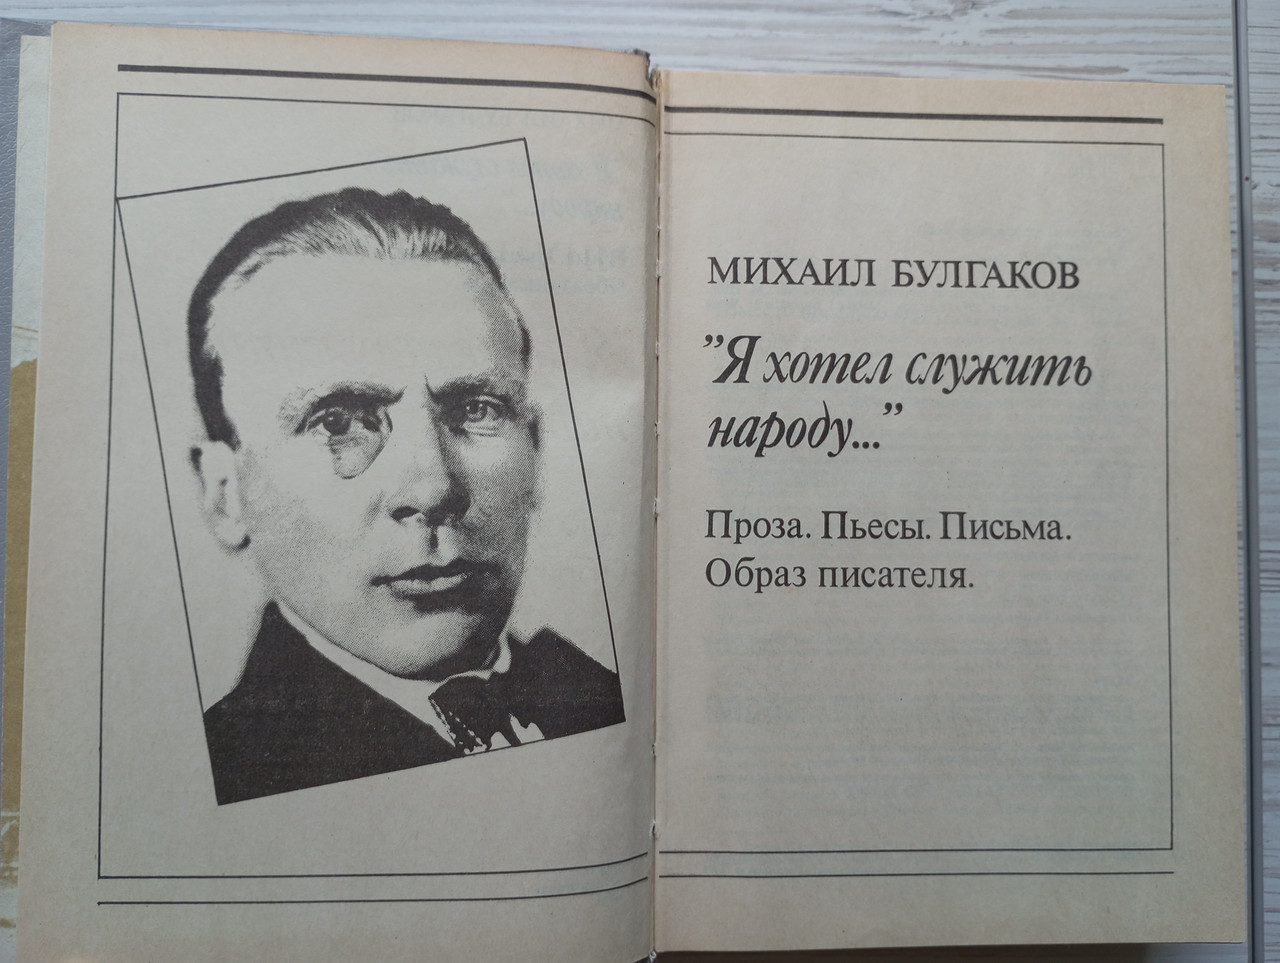 МИХАИЛ БУЛГАКОВ
”Я хотел служить
народу...”
Проза. Пьесы. Письма.
Образ писателя.